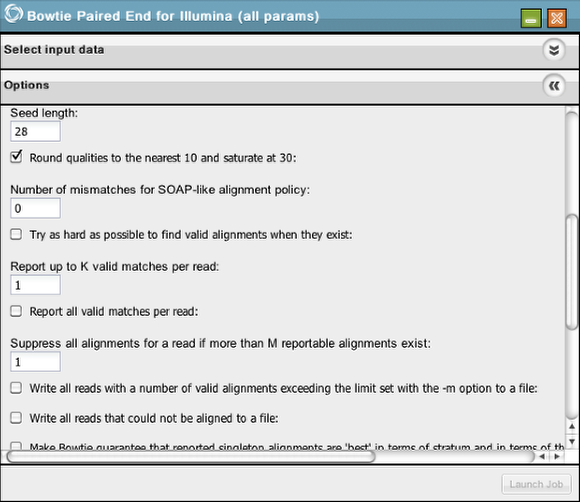 Bowtie Paired End for Illumina (all params)
Select input data
Options
Seed length:
28
Round qualities to the nearest 10 and saturate at 30:
Number of mismatches for SOAP-like alignment policy:
0
Try as hard as possible to find valid alignments when they exist:
Report up to K valid matches per read:
1
Report all valid matches per read:
Suppress all alignments for a read if more than M reportable alignments exist:
1
Write all reads with a number of valid alignments exceeding the limit set with the -m option to a file:
Write all reads that could not be aligned to a file:
Make Bowtie guarantee that reported singleton alignments are 'best' in terms of stratum and in terms of th
Launch Job